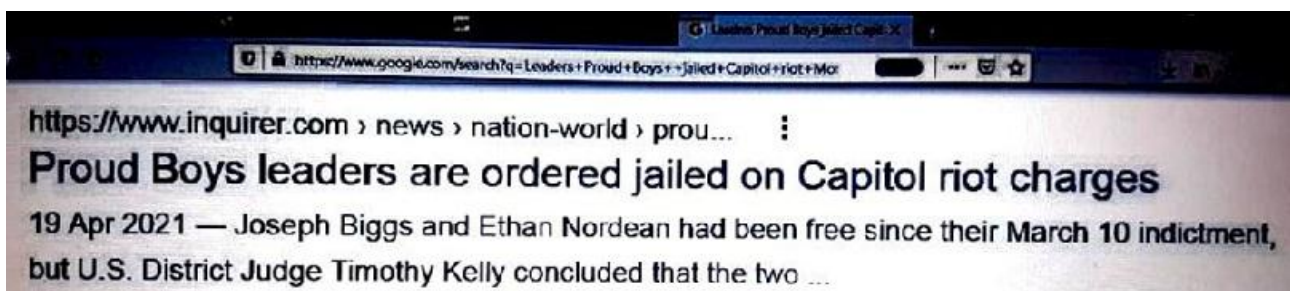 Leaders Proud Boys jailed Capit
https://www.google.com/search?q=Leaders+Proud+Boys++jailed+Capitol+riot+Mor
https://www.inquirer.com › news › nation-world › prou...
Proud Boys leaders are ordered jailed on Capitol riot charges
19 Apr 2021 — Joseph Biggs and Ethan Nordean had been free since their March 10 indictment,
but U.S. District Judge Timothy Kelly concluded that the two ...